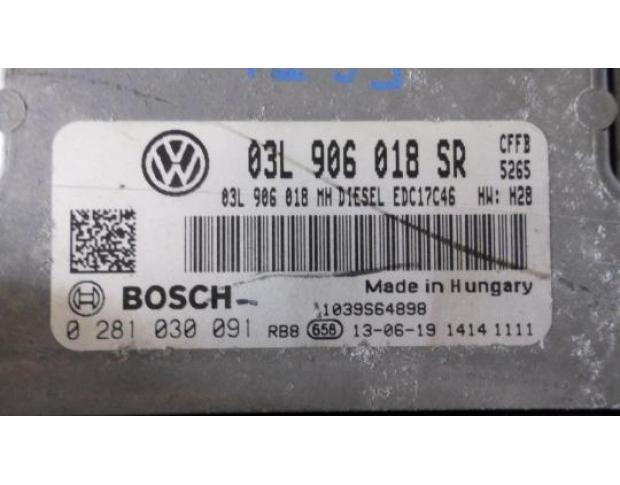 03L 906 018 SR CFFB
5265
03L 906 018 MH DIESEL EDC17C46 HW: H28
Made in Hungary
BOSCH
1039S64898
0 281 030 091 RB8 658 13-06-19 1414 1111